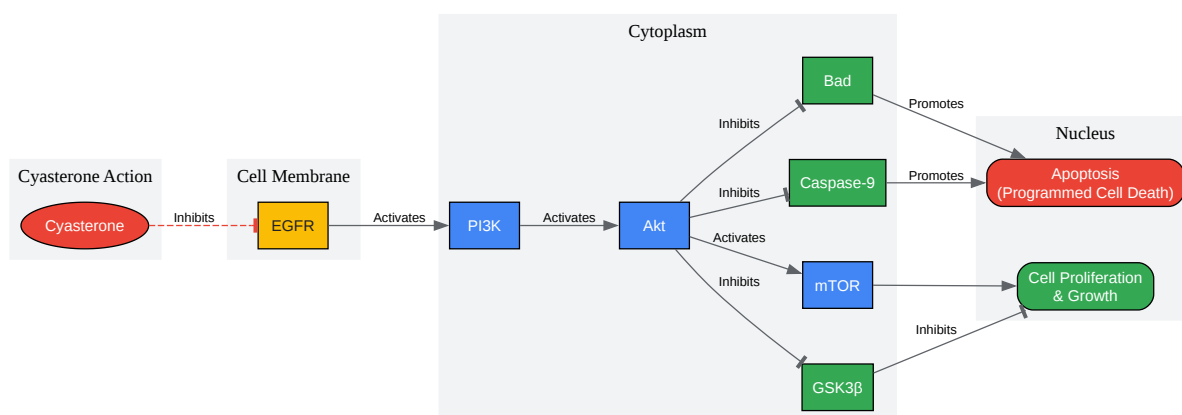 Cytoplasm
Bad
Promotes
Inhibits
Nucleus
Cyasterone Action
Cell Membrane
Inhibits
Caspase-9
Promotes
Apoptosis
(Programmed Cell Death)
Cyasterone
Inhibits
EGFR
Activates
PI3K
Activates
Akt
Activates
Inhibits
mTOR
Cell Proliferation
& Growth
Inhibits
GSK3β